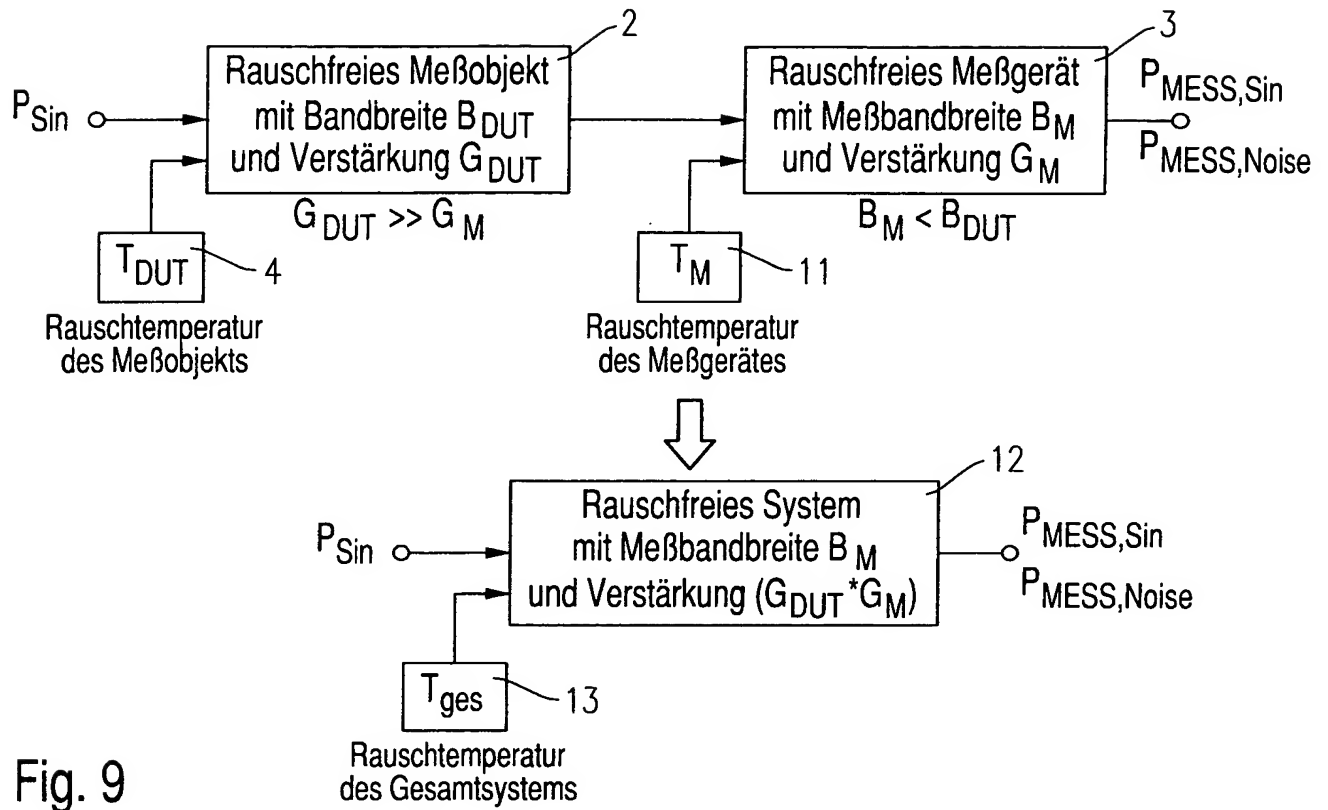 2
3
Rauschfreies Meßobjekt
mit Bandbreite B_DUT
und Verstärkung G_DUT
P_Sin
Rauschfreies Meßgerät
mit Meßbandbreite B_M
und Verstärkung G_M
P_MESS,Sin
P_MESS,Noise
G_DUT >> G_M
B_M < B_DUT
T_DUT
4
T_M
11
Rauschtemperatur
des Meßobjekts
Rauschtemperatur
des Meßgerätes
12
Rauschfreies System
mit Meßbandbreite B_M
und Verstärkung (G_DUT*G_M)
P_Sin
P_MESS,Sin
P_MESS,Noise
T_ges
13
Rauschtemperatur
des Gesamtsystems
Fig. 9